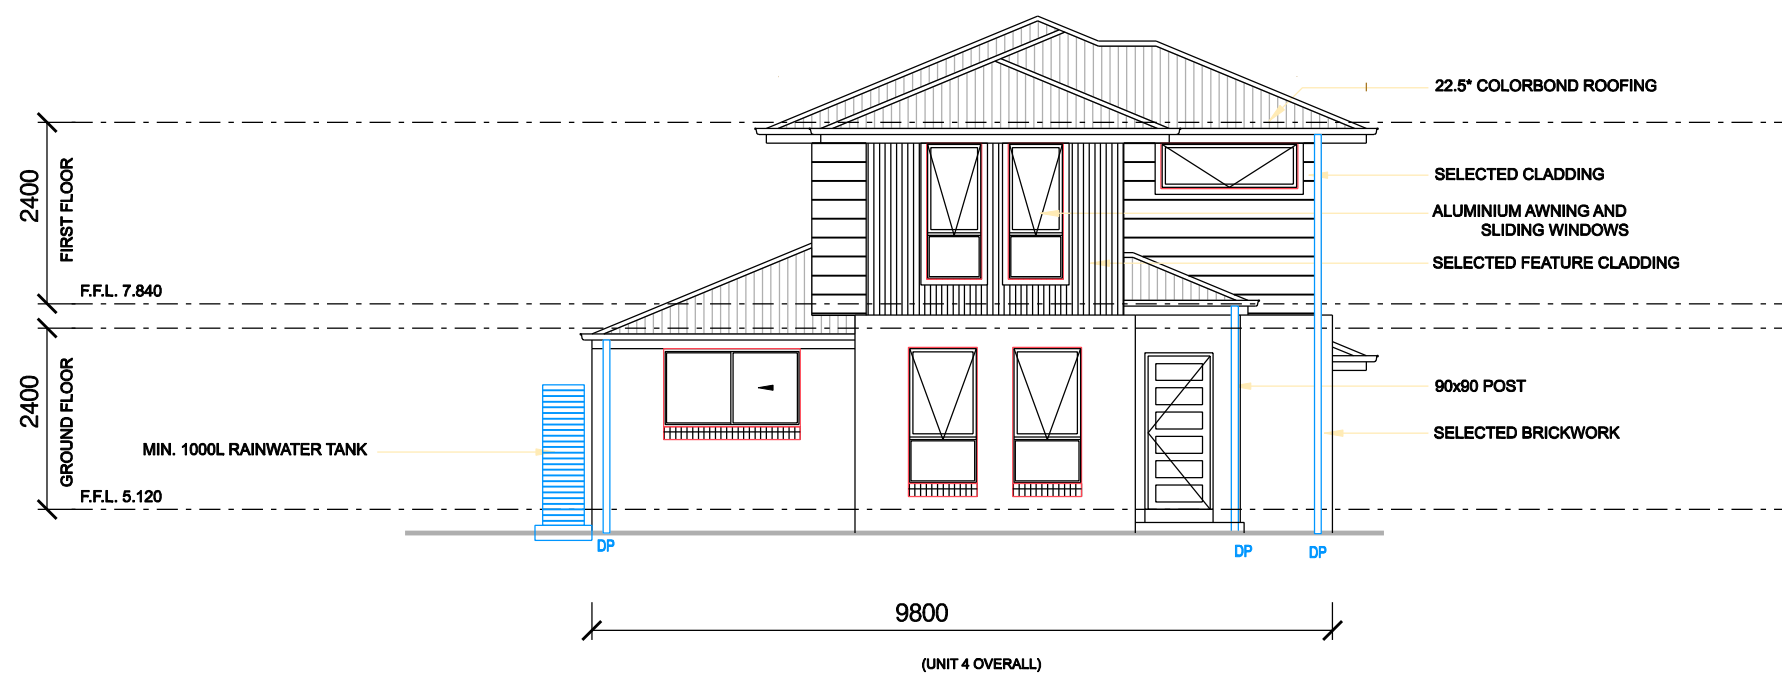 22.5° COLORBOND ROOFING
2400
FIRST FLOOR
SELECTED CLADDING
ALUMINIUM AWNING AND
SLIDING WINDOWS
SELECTED FEATURE CLADDING
F.F.L. 7.840
2400
GROUND FLOOR
90x90 POST
SELECTED BRICKWORK
MIN. 1000L RAINWATER TANK
F.F.L. 5.120
DP
DP
DP
9800
(UNIT 4 OVERALL)